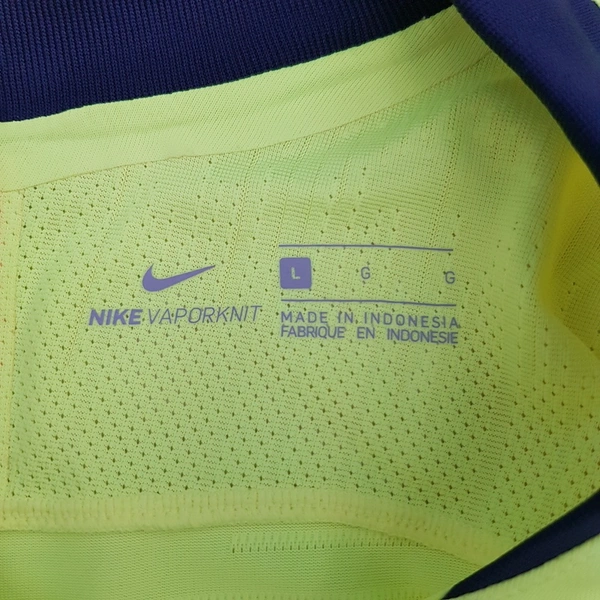 NIKE VAPORKNIT
L G G
MADE IN INDONESIA
FABRIQUE EN INDONESIE